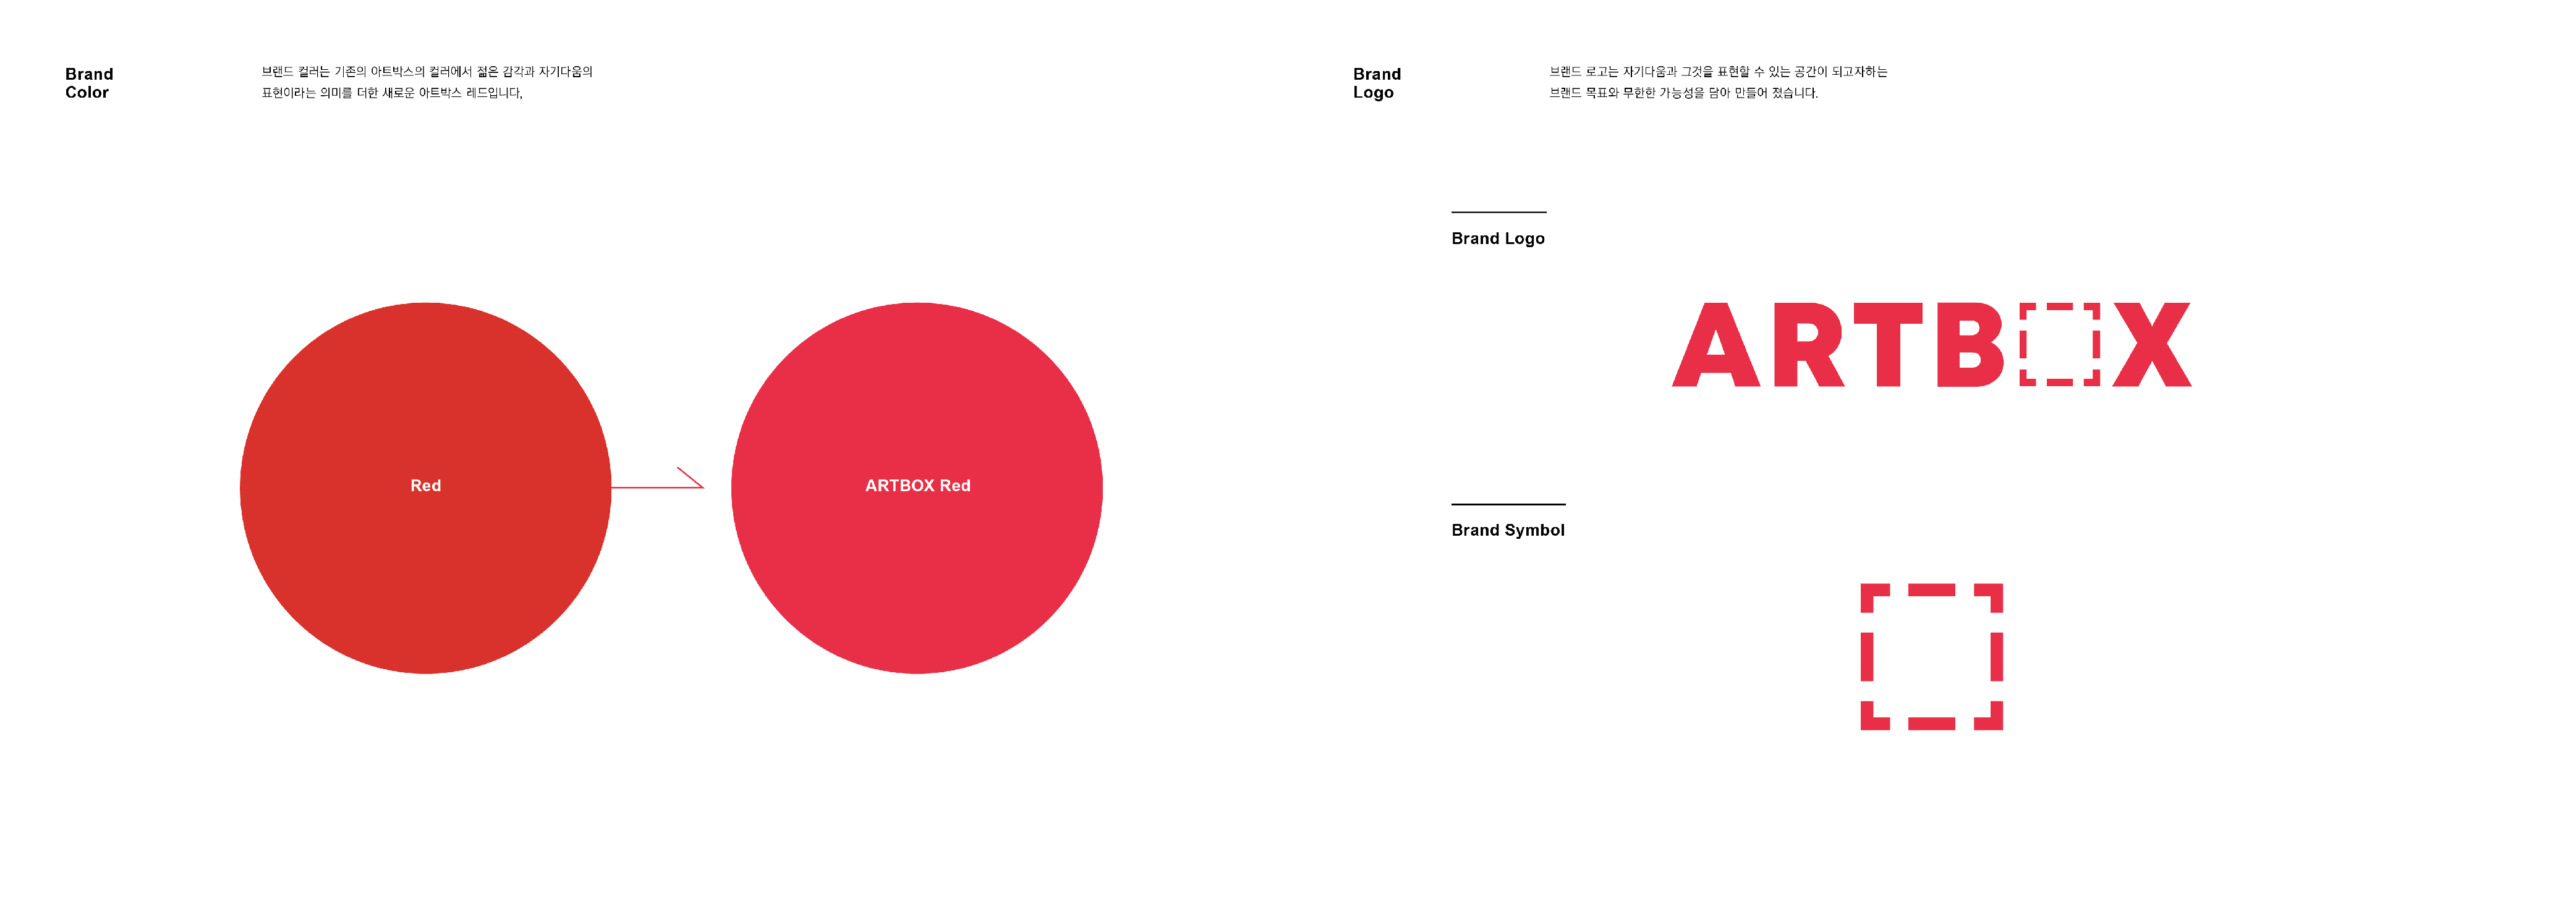 Brand
Color
브랜드 컬러는 기존의 아트박스의 컬러에서 젊은 감각과 자기다움의
표현이라는 의미를 더한 새로운 아트박스 레드입니다.
Red
ARTBOX Red
Brand
Logo
브랜드 로고는 자기다움과 그것을 표현할 수 있는 공간이 되고자하는
브랜드 목표와 무한한 가능성을 담아 만들어 졌습니다.
Brand Logo
ARTBOX
Brand Symbol